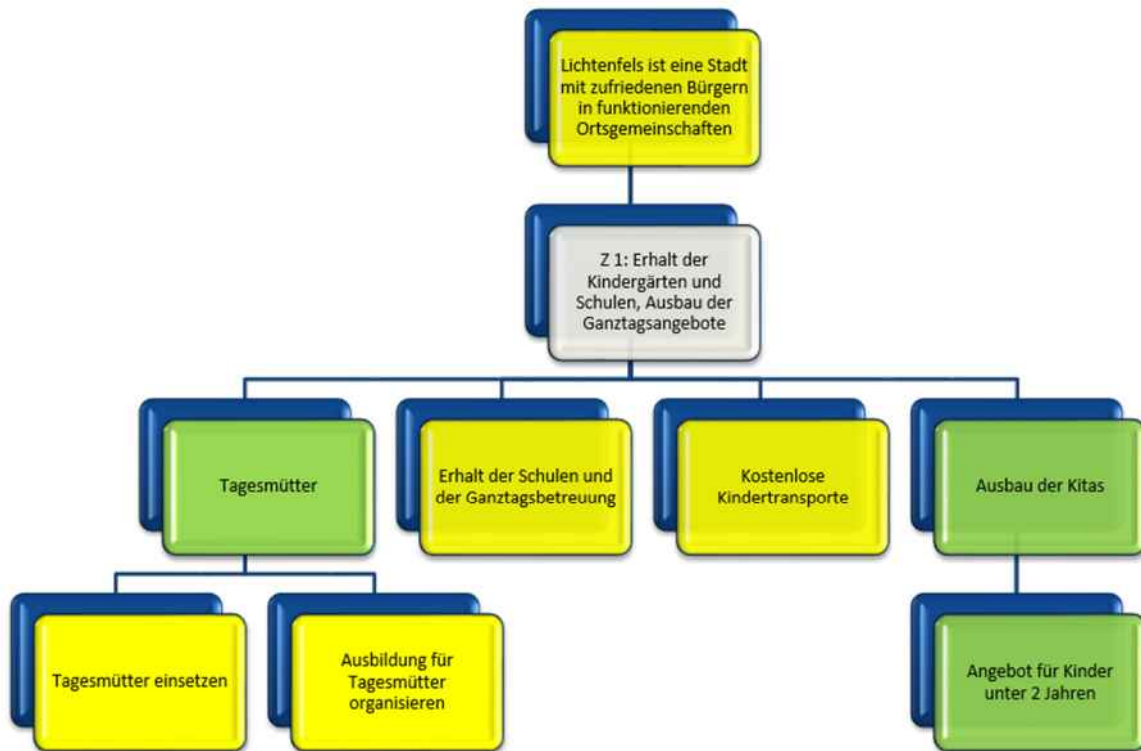 Lichtenfels ist eine Stadt
mit zufriedenen Bürgern
in funktionierenden
Ortsgemeinschaften
Z 1: Erhalt der
Kindergärten und
Schulen, Ausbau der
Ganztagsangebote
Tagesmütter
Erhalt der Schulen und
der Ganztagsbetreuung
Kostenlose
Kindertransporte
Ausbau der Kitas
Tagesmütter einsetzen
Ausbildung für
Tagesmütter
organisieren
Angebot für Kinder
unter 2 Jahren